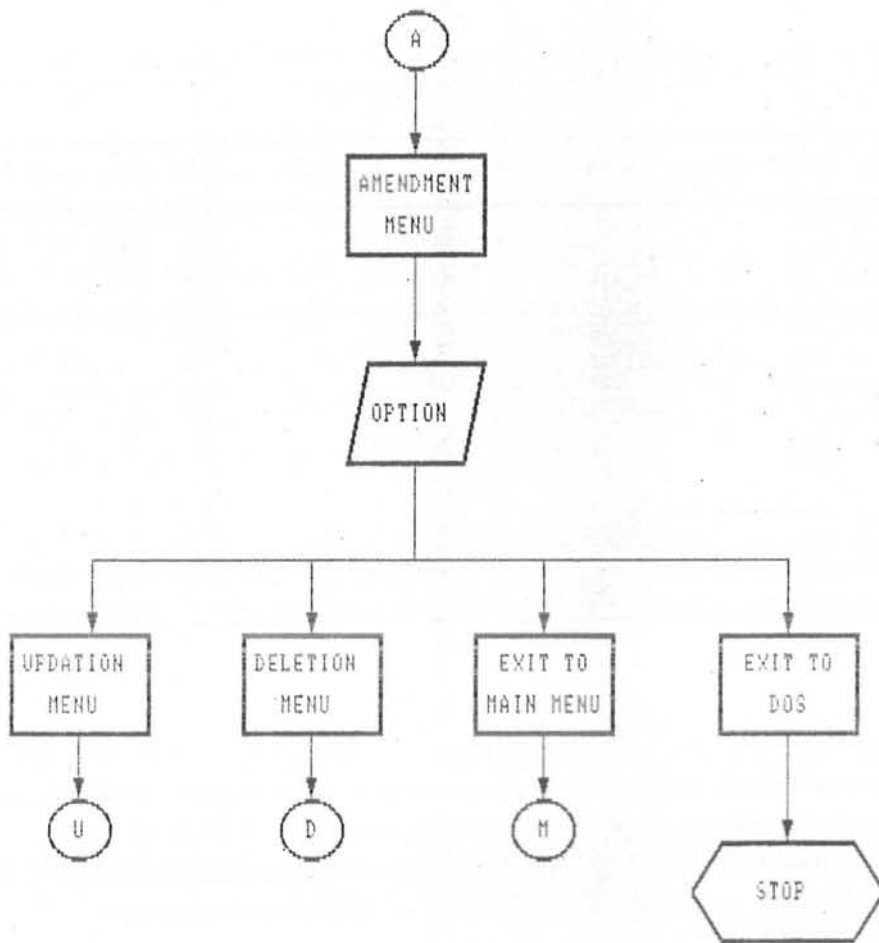 A
AMENDMENT
MENU
OPTION
UPDATION
MENU
DELETION
MENU
EXIT TO
MAIN MENU
EXIT TO
DOS
U
D
M
STOP